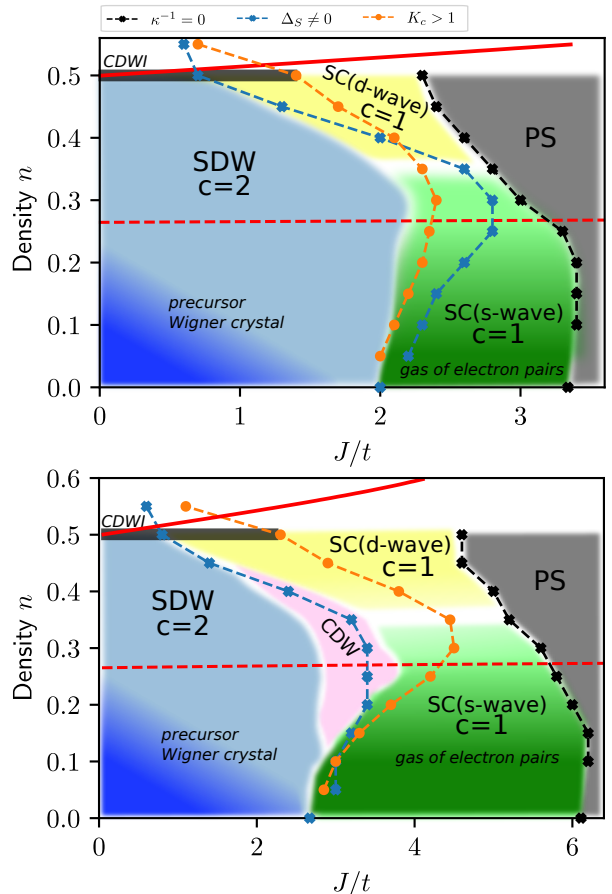 κ⁻¹ = 0 Δ_S ≠ 0 K_c > 1
CDWI
SC(d-wave)
c=1
PS
SDW
c=2
precursor
Wigner crystal
SC(s-wave)
c=1
gas of electron pairs
Density n
0.5
0.4
0.3
0.2
0.1
0.0
0 1 2 3
J/t
CDWI
SC(d-wave)
c=1
PS
SDW
c=2
CDW
precursor
Wigner crystal
SC(s-wave)
c=1
gas of electron pairs
Density n
0.6
0.5
0.4
0.3
0.2
0.1
0.0
0 2 4 6
J/t